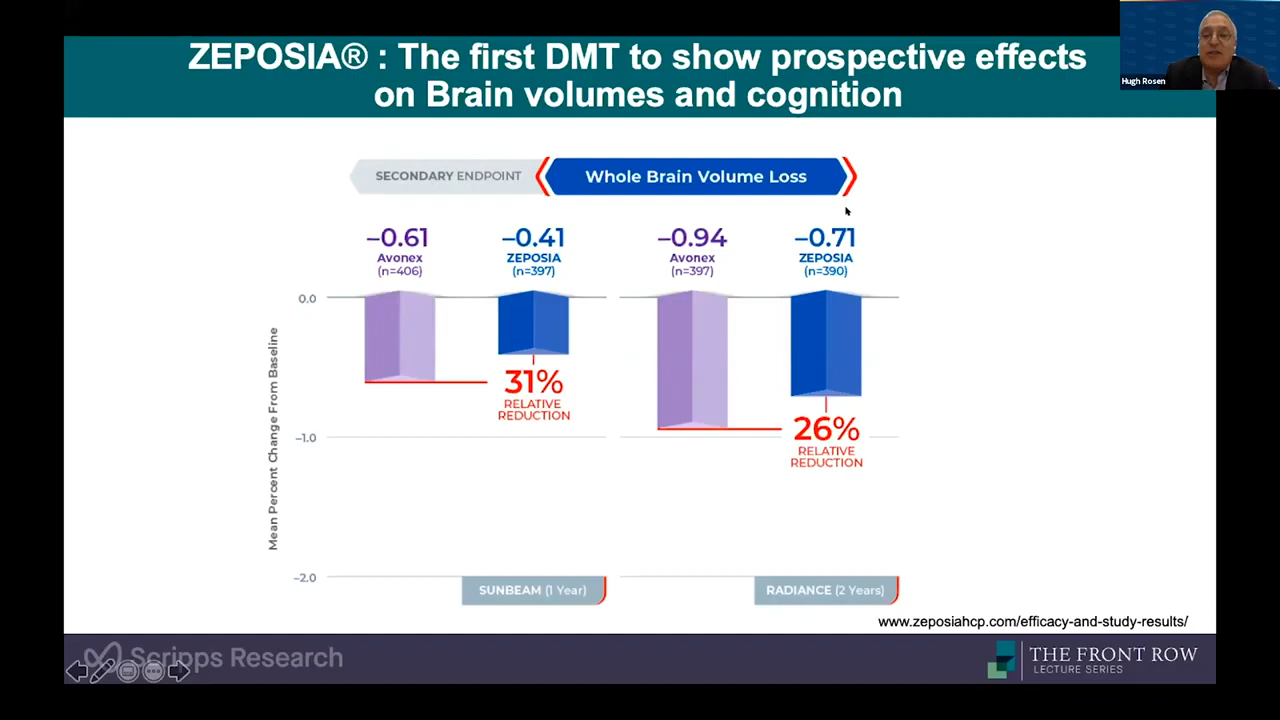 ZEPOSIA® : The first DMT to show prospective effects
on Brain volumes and cognition
Hugh Rosen
SECONDARY ENDPOINT
Whole Brain Volume Loss
–0.61
Avonex
(n=406)
–0.41
ZEPOSIA
(n=397)
–0.94
Avonex
(n=397)
–0.71
ZEPOSIA
(n=390)
Mean Percent Change From Baseline
0.0
–1.0
–2.0
31%
RELATIVE
REDUCTION
26%
RELATIVE
REDUCTION
SUNBEAM (1 Year)
RADIANCE (2 Years)
www.zeposiahcp.com/efficacy-and-study-results/
Scripps Research
THE FRONT ROW
LECTURE SERIES